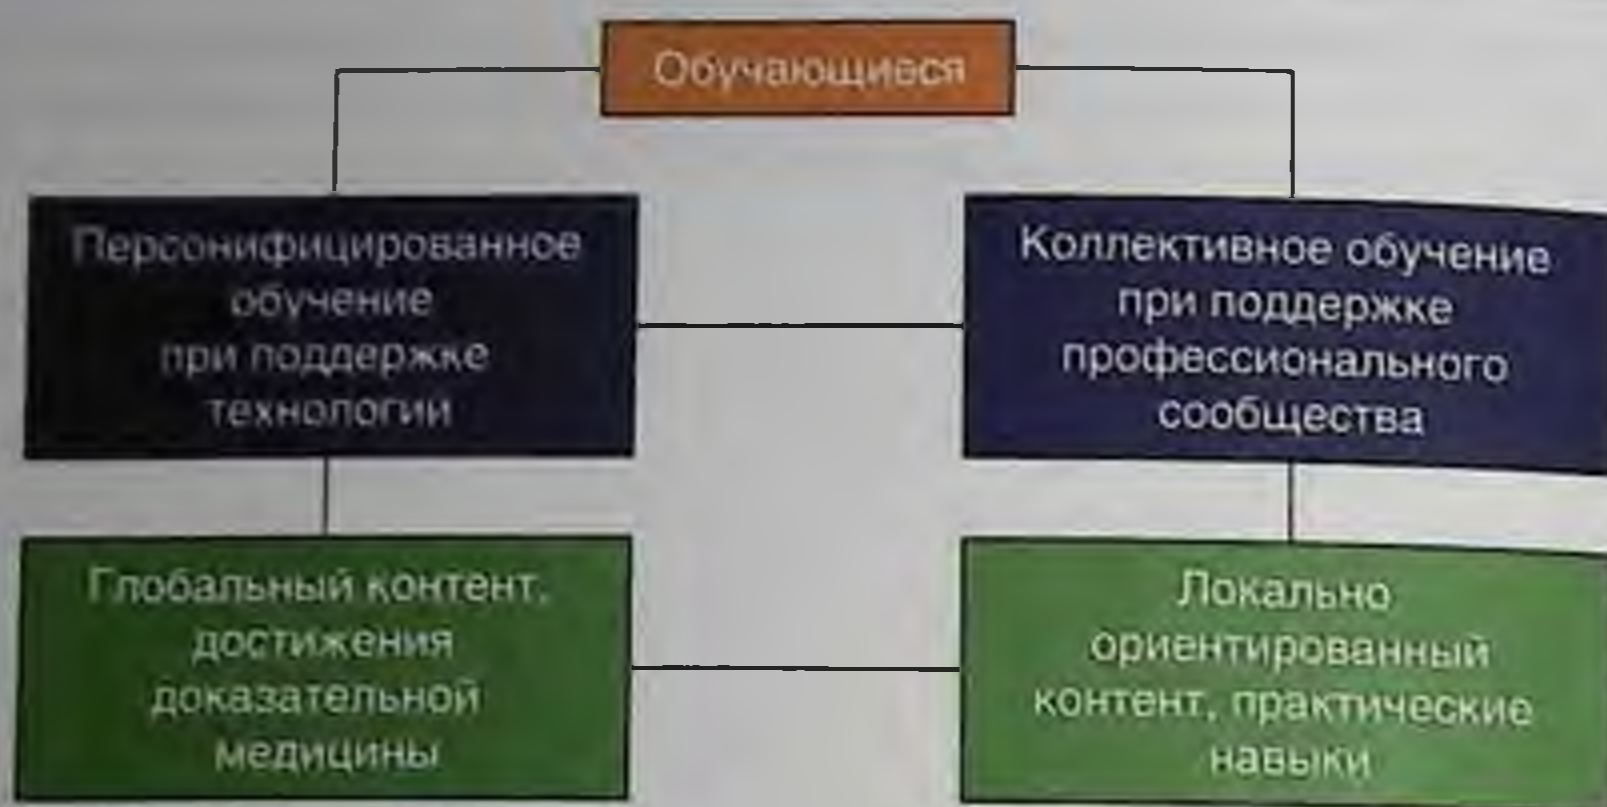 Обучающиеся
Персонифицированное
обучение
при поддержке
технологии
Коллективное обучение
при поддержке
профессионального
сообщества
Глобальный контент,
достижения
доказательной
медицины
Локально
ориентированный
контент, практические
навыки